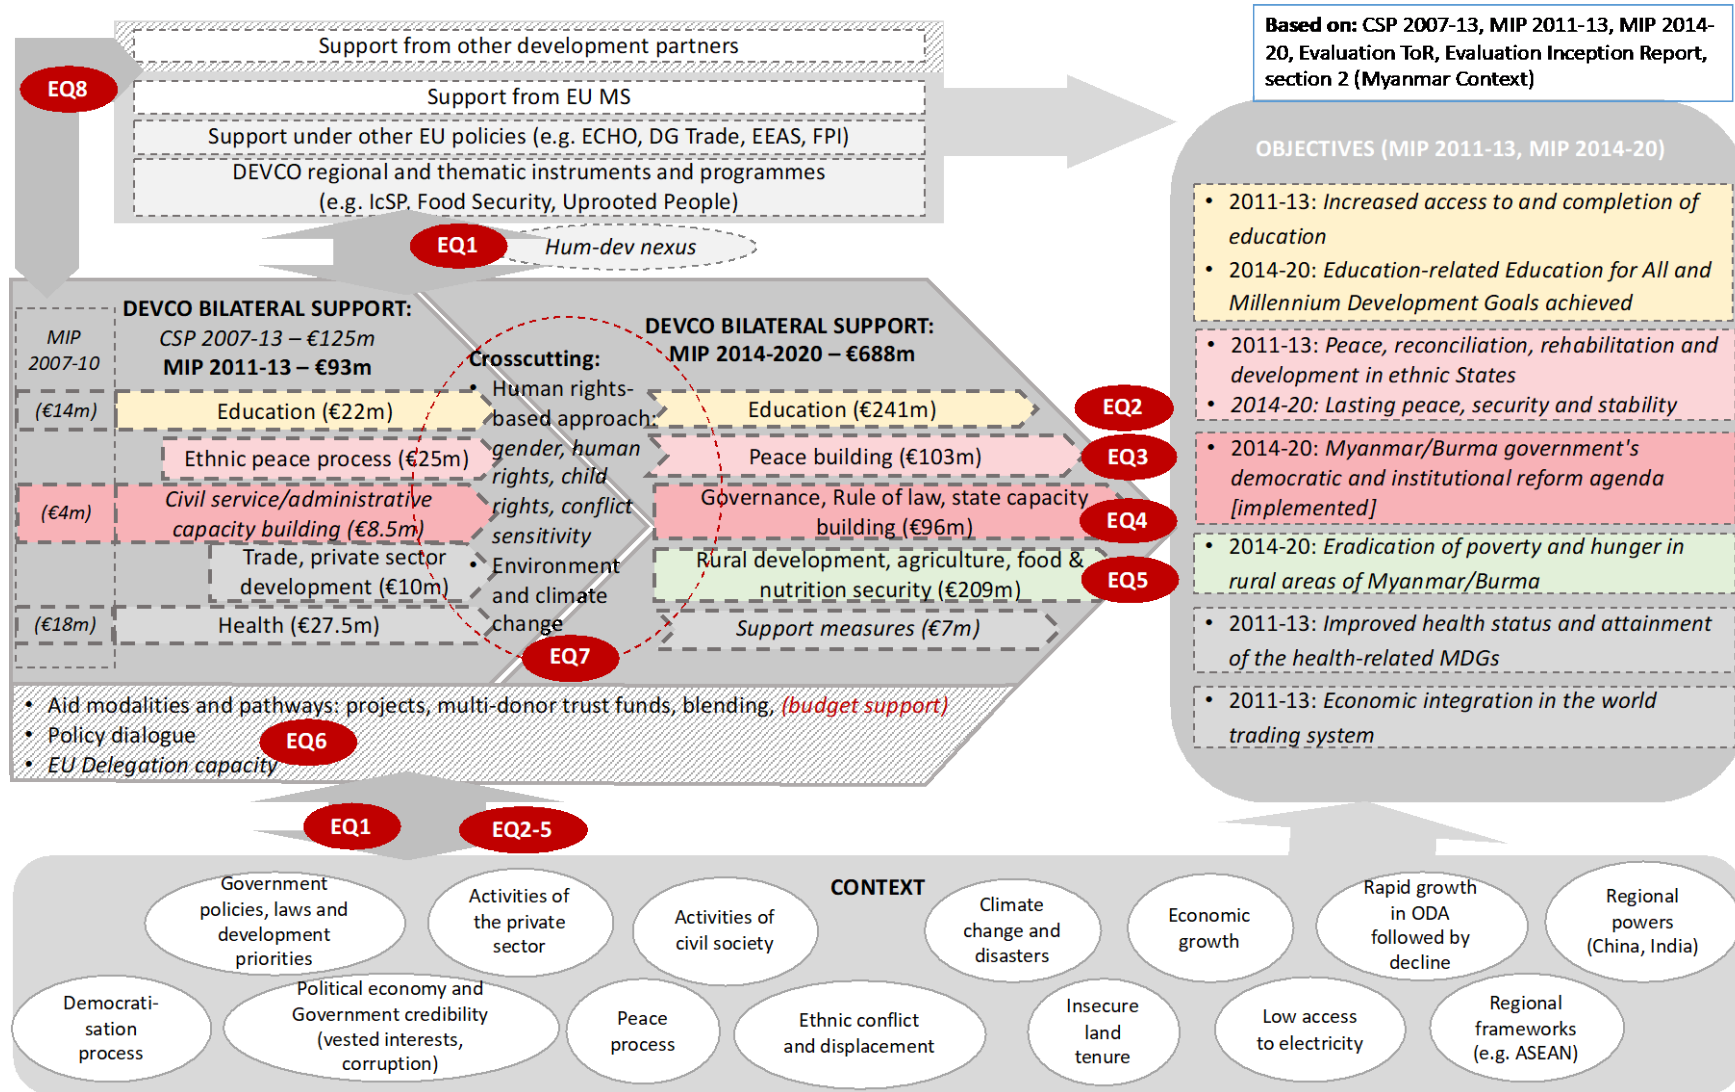 Support from other development partners
EQ8
Support from EU MS
Support under other EU policies (e.g. ECHO, DG Trade, EEAS, FPI)
DEVCO regional and thematic instruments and programmes
(e.g. IcSP, Food Security, Uprooted People)
EQ1
Hum-dev nexus
Based on: CSP 2007-13, MIP 2011-13, MIP 2014-
20, Evaluation ToR, Evaluation Inception Report,
section 2 (Myanmar Context)
MIP
2007-10
(€14m)
(€4m)
(€18m)
DEVCO BILATERAL SUPPORT:
CSP 2007-13 – €125m
MIP 2011-13 – €93m
Education (€22m)
Ethnic peace process (€25m)
Civil service/administrative
capacity building (€8.5m)
Trade, private sector
development (€10m)
Health (€27.5m)
Crosscutting:
• Human rights-
based approach:
gender, human
rights, child
rights, conflict
sensitivity
• Environment
and climate
change
EQ7
DEVCO BILATERAL SUPPORT:
MIP 2014-2020 – €688m
Education (€241m)
Peace building (€103m)
Governance, Rule of law, state capacity
building (€96m)
Rural development, agriculture, food &
nutrition security (€209m)
Support measures (€7m)
EQ2
EQ3
EQ4
EQ5
OBJECTIVES (MIP 2011-13, MIP 2014-20)
• 2011-13: Increased access to and completion of
education
• 2014-20: Education-related Education for All and
Millennium Development Goals achieved
• 2011-13: Peace, reconciliation, rehabilitation and
development in ethnic States
• 2014-20: Lasting peace, security and stability
• 2014-20: Myanmar/Burma government's
democratic and institutional reform agenda
[implemented]
• 2014-20: Eradication of poverty and hunger in
rural areas of Myanmar/Burma
• 2011-13: Improved health status and attainment
of the health-related MDGs
• 2011-13: Economic integration in the world
trading system
• Aid modalities and pathways: projects, multi-donor trust funds, blending, (budget support)
• Policy dialogue
• EU Delegation capacity
EQ6
EQ1
EQ2-5
CONTEXT
Government
policies, laws and
development
priorities
Activities of
the private
sector
Activities of
civil society
Climate
change and
disasters
Economic
growth
Rapid growth
in ODA
followed by
decline
Regional
powers
(China, India)
Democrati-
sation
process
Political economy and
Government credibility
(vested interests,
corruption)
Peace
process
Ethnic conflict
and displacement
Insecure
land
tenure
Low access
to electricity
Regional
frameworks
(e.g. ASEAN)